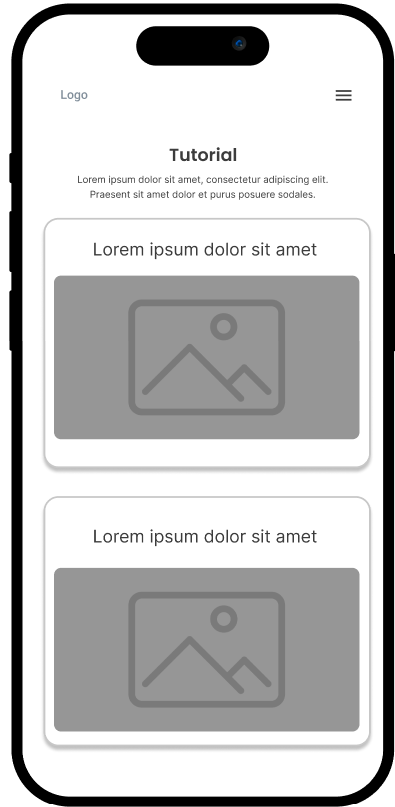 Logo
Tutorial
Lorem ipsum dolor sit amet, consectetur adipiscing elit.
Praesent sit amet dolor et purus posuere sodales.
Lorem ipsum dolor sit amet
Lorem ipsum dolor sit amet